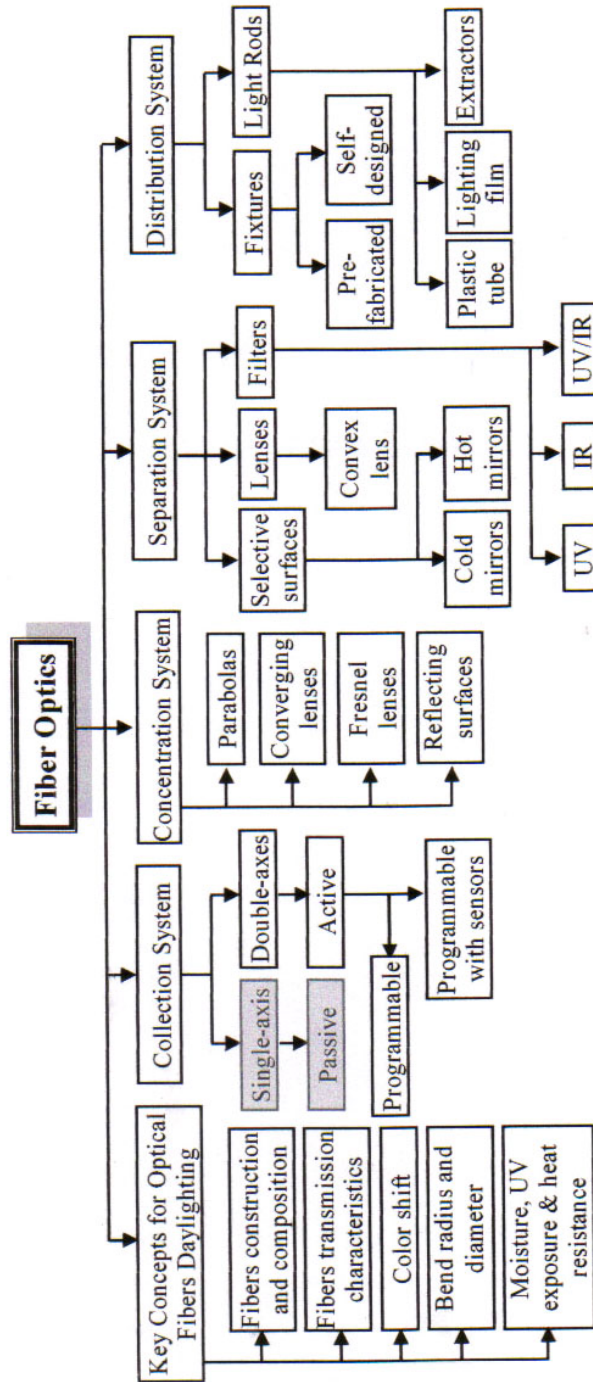 Fiber Optics
Key Concepts for Optical
Fibers Daylighting
Fibers construction
and composition
Fibers transmission
characteristics
Color shift
Bend radius and
diameter
Moisture, UV
exposure & heat
resistance
Collection System
Single-axis
Passive
Double-axes
Active
Programmable
Programmable
with sensors
Concentration System
Parabolas
Converging
lenses
Fresnel
lenses
Reflecting
surfaces
Separation System
Selective
surfaces
Cold
mirrors
Hot
mirrors
Lenses
Convex
lens
Filters
UV
IR
UV/IR
Distribution System
Fixtures
Pre-
fabricated
Self-
designed
Light Rods
Plastic
tube
Lighting
film
Extractors